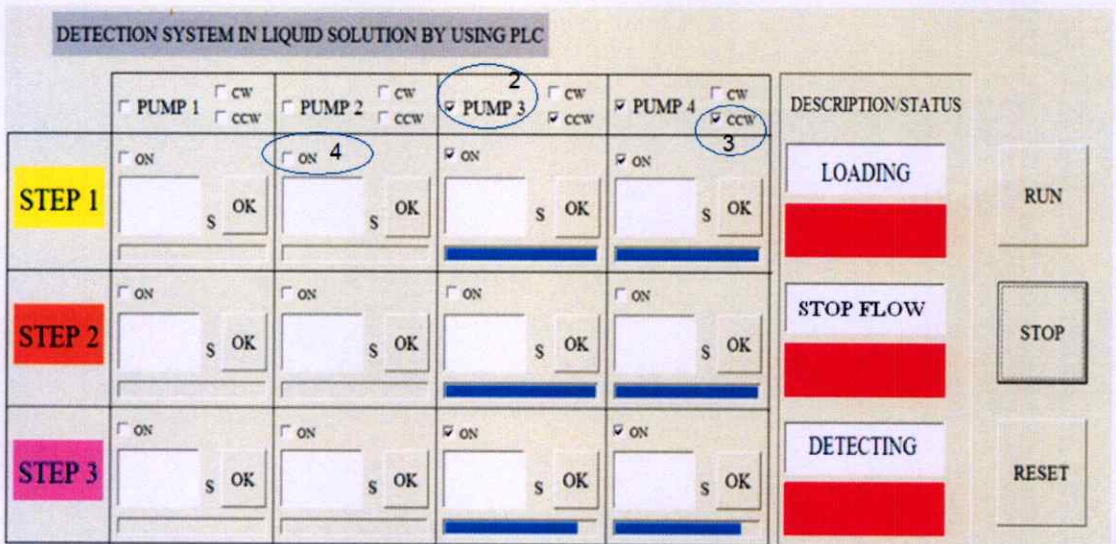 DETECTION SYSTEM IN LIQUID SOLUTION BY USING PLC
PUMP 1 CW CCW
PUMP 2 CW CCW
2 PUMP 3 CW CCW
PUMP 4 CW CCW 3
DESCRIPTION/STATUS
STEP 1
ON S OK
ON 4 S OK
ON S OK
ON S OK
LOADING
RUN
STEP 2
ON S OK
ON S OK
ON S OK
ON S OK
STOP FLOW
STOP
STEP 3
ON S OK
ON S OK
ON S OK
ON S OK
DETECTING
RESET